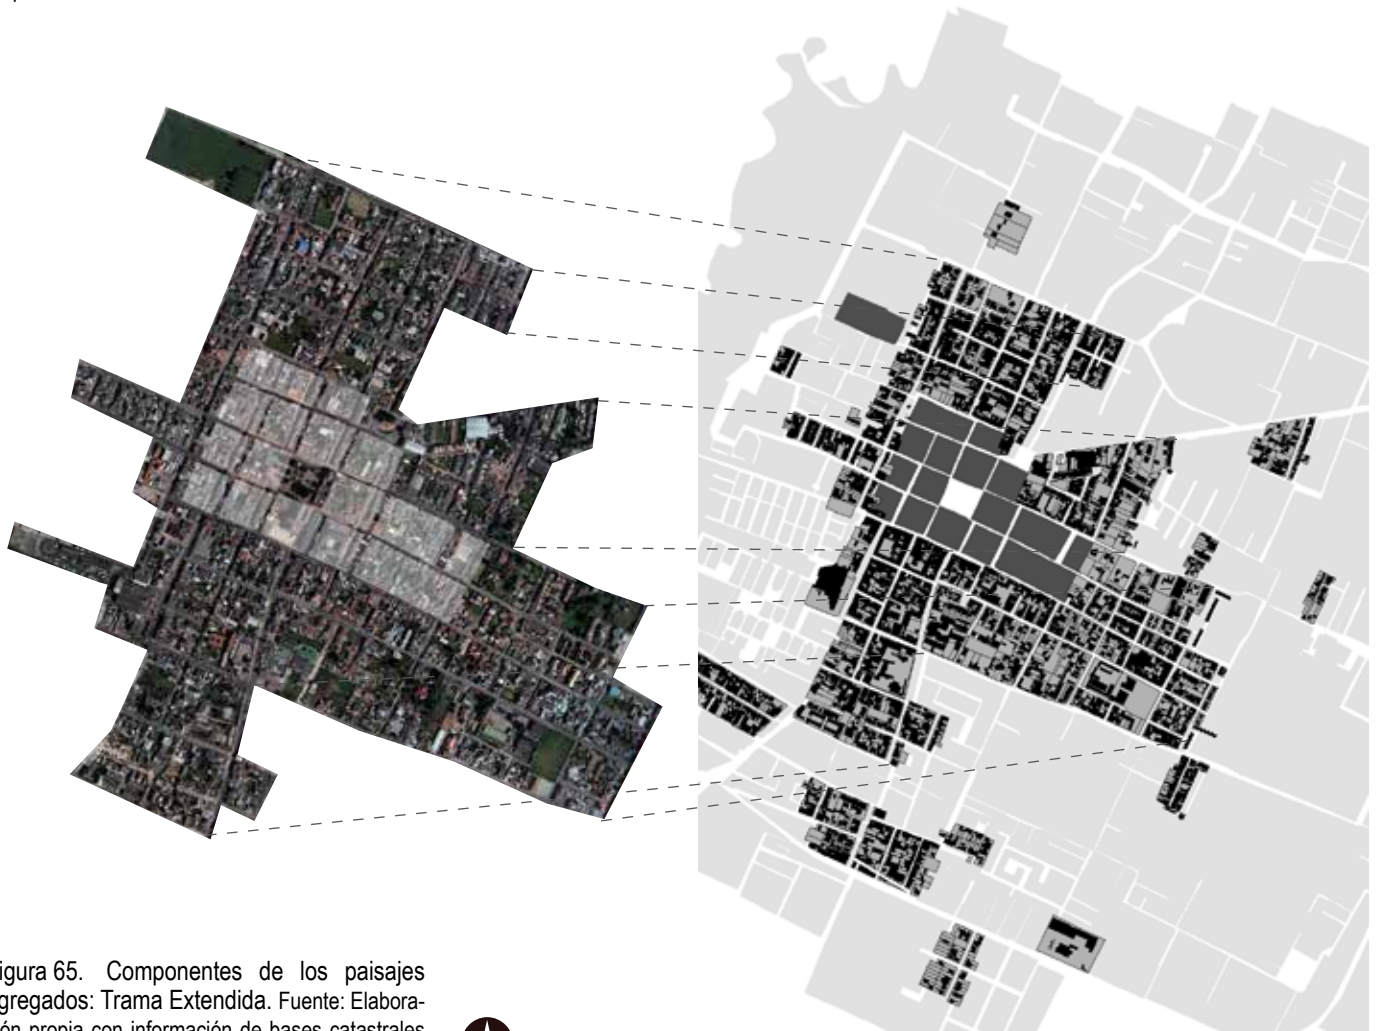 igura 65. Componentes de los paisajes
gregados: Trama Extendida. Fuente: Elabora-
ón propia con información de bases catastrales